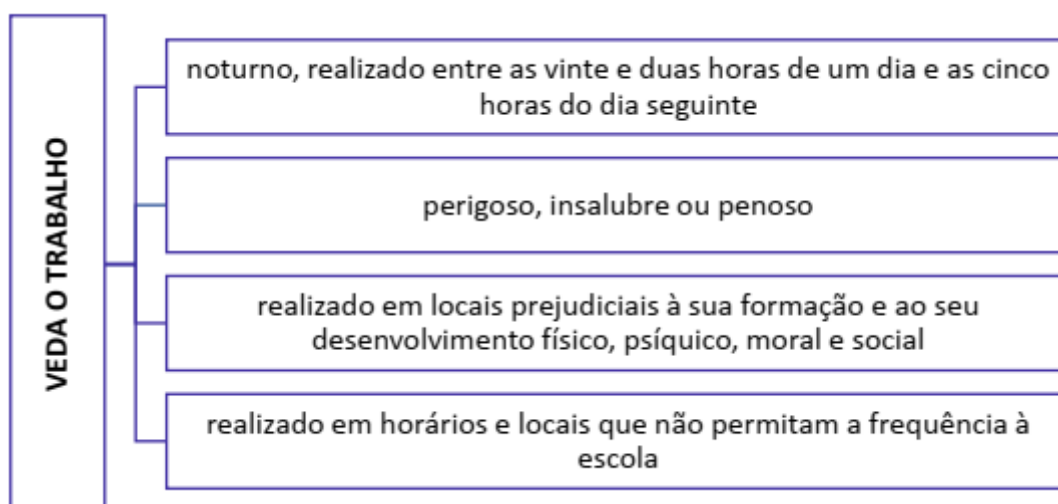 VEDA O TRABALHO
noturno, realizado entre as vinte e duas horas de um dia e as cinco
horas do dia seguinte
perigoso, insalubre ou penoso
realizado em locais prejudiciais à sua formação e ao seu
desenvolvimento físico, psíquico, moral e social
realizado em horários e locais que não permitam a frequência à
escola